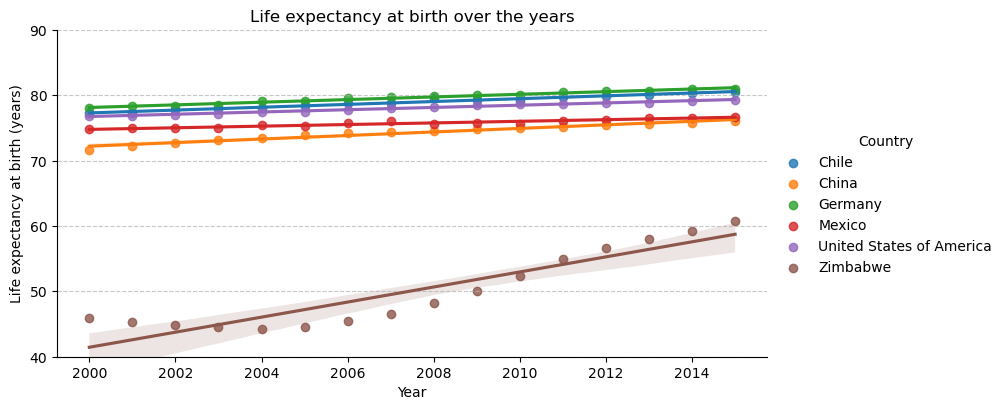 Life expectancy at birth over the years
Life expectancy at birth (years)
90
80
70
60
50
40
2000
2002
2004
2006
2008
2010
2012
2014
Year
Country
Chile
China
Germany
Mexico
United States of America
Zimbabwe